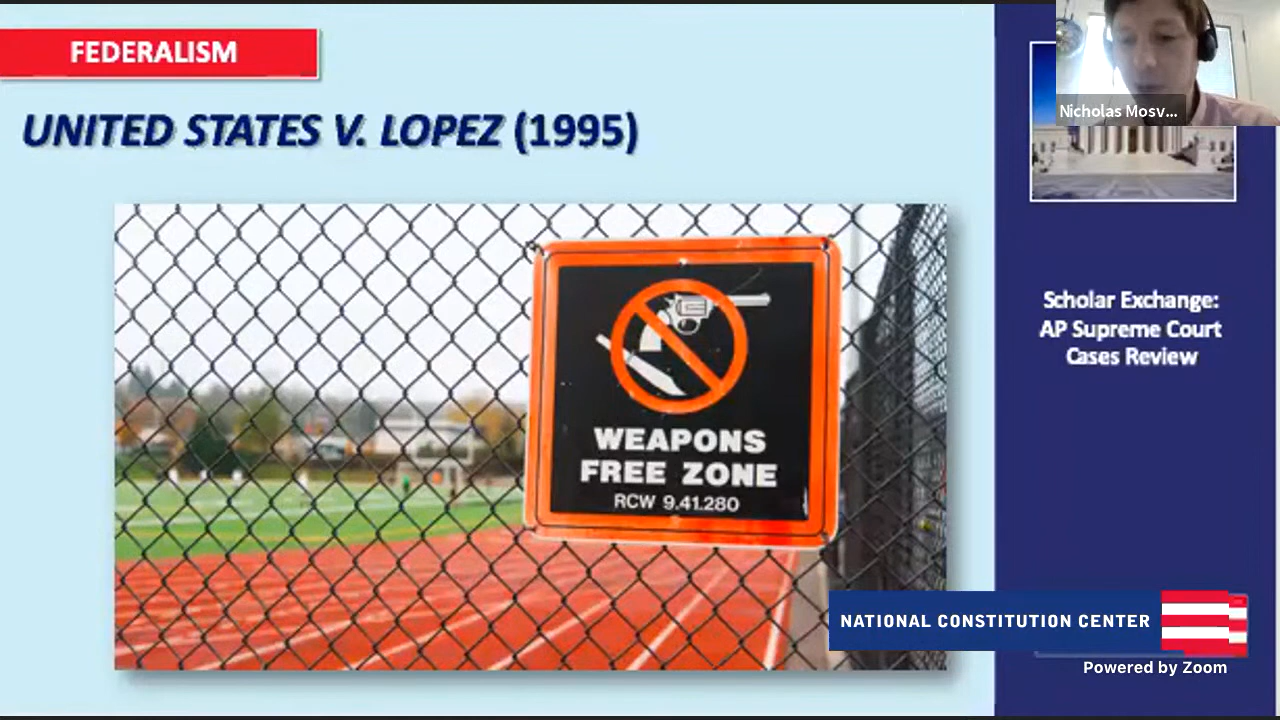 FEDERALISM
UNITED STATES V. LOPEZ (1995)
WEAPONS
FREE ZONE
RCW 9.41.280
Nicholas Mosv...
Scholar Exchange:
AP Supreme Court
Cases Review
NATIONAL CONSTITUTION CENTER
Powered by Zoom